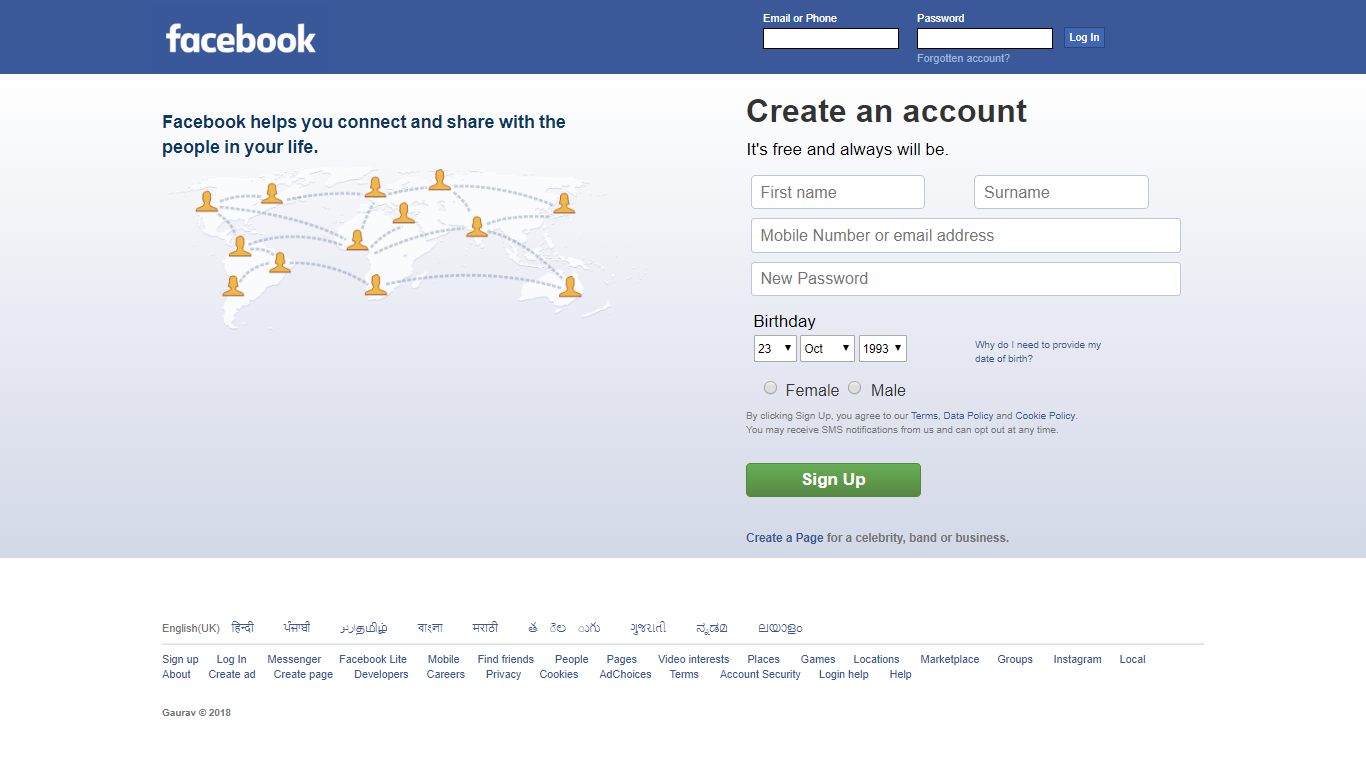 facebook
Email or Phone
Password
Log In
Forgotten account?
Facebook helps you connect and share with the
people in your life.
Create an account
It's free and always will be.
First name
Surname
Mobile Number or email address
New Password
Birthday
23
Oct
1993
Why do I need to provide my
date of birth?
Female
Male
By clicking Sign Up, you agree to our Terms, Data Policy and Cookie Policy.
You may receive SMS notifications from us and can opt out at any time.
Sign Up
Create a Page for a celebrity, band or business.
English(UK) हिन्दी ਪੰਜਾਬੀ اردو தமிழ் বাংলা मराठी ગુજરાતી മലയാളം
Sign up Log In Messenger Facebook Lite Mobile Find friends People Pages Video interests Places Games Locations Marketplace Groups Instagram Local
About Create ad Create page Developers Careers Privacy Cookies AdChoices Terms Account Security Login help Help
Gaurav © 2018